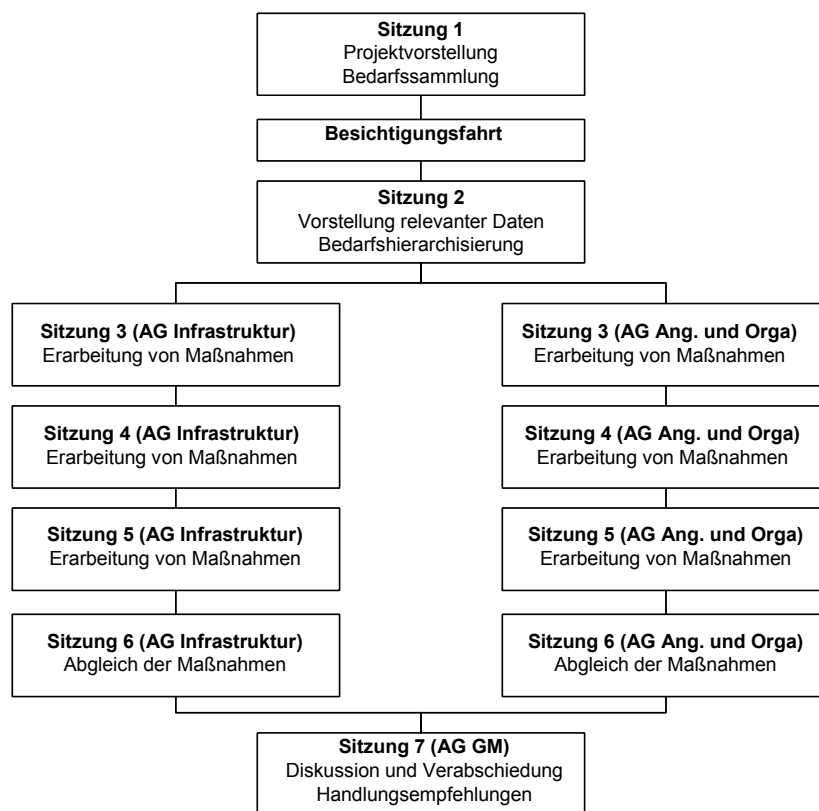 Sitzung 1
Projektvorstellung
Bedarfssammlung
Besichtigungsfahrt
Sitzung 2
Vorstellung relevanter Daten
Bedarfshierarchisierung
Sitzung 3 (AG Infrastruktur)
Erarbeitung von Maßnahmen
Sitzung 4 (AG Infrastruktur)
Erarbeitung von Maßnahmen
Sitzung 5 (AG Infrastruktur)
Erarbeitung von Maßnahmen
Sitzung 6 (AG Infrastruktur)
Abgleich der Maßnahmen
Sitzung 3 (AG Ang. und Orga)
Erarbeitung von Maßnahmen
Sitzung 4 (AG Ang. und Orga)
Erarbeitung von Maßnahmen
Sitzung 5 (AG Ang. und Orga)
Erarbeitung von Maßnahmen
Sitzung 6 (AG Ang. und Orga)
Abgleich der Maßnahmen
Sitzung 7 (AG GM)
Diskussion und Verabschiedung
Handlungsempfehlungen